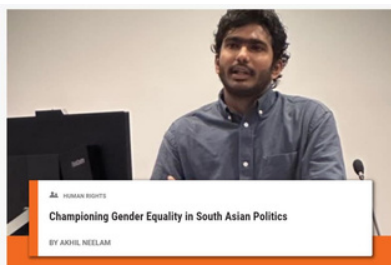 HUMAN RIGHTS
Championing Gender Equality in South Asian Politics
BY AKHIL NEELAM